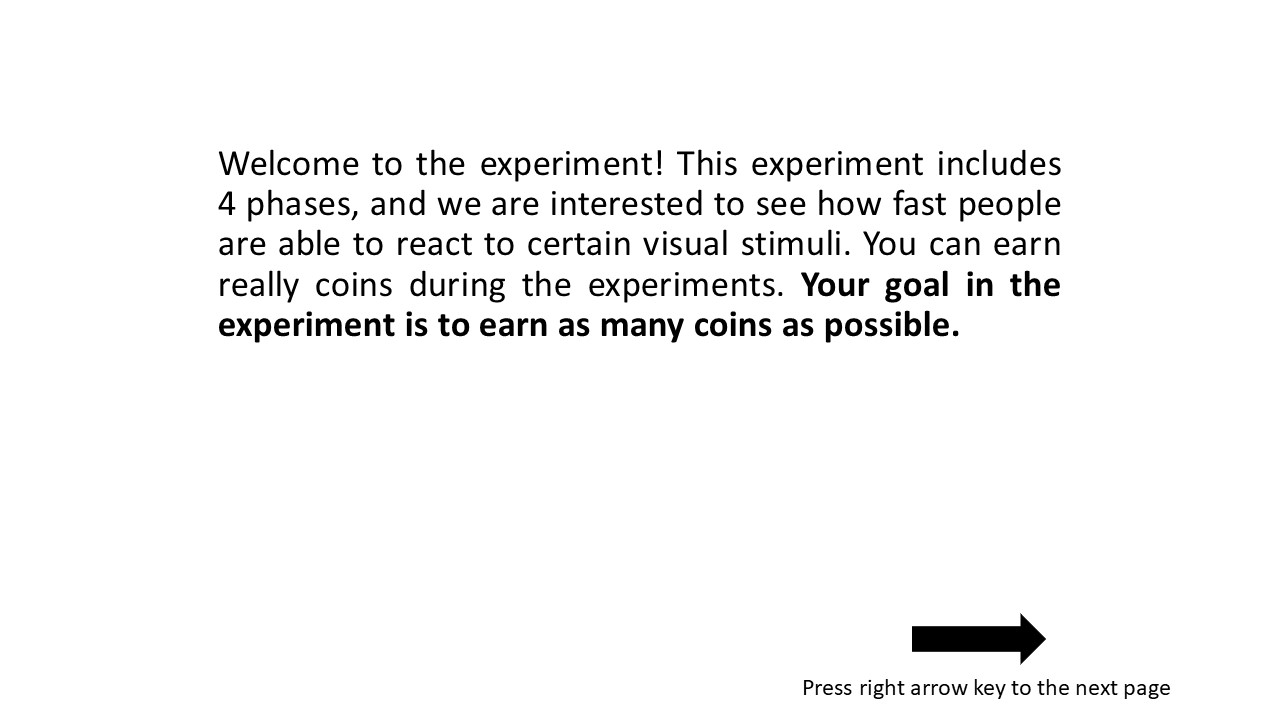 Welcome to the experiment! This experiment includes
4 phases, and we are interested to see how fast people
are able to react to certain visual stimuli. You can earn
really coins during the experiments. Your goal in the
experiment is to earn as many coins as possible.
Press right arrow key to the next page